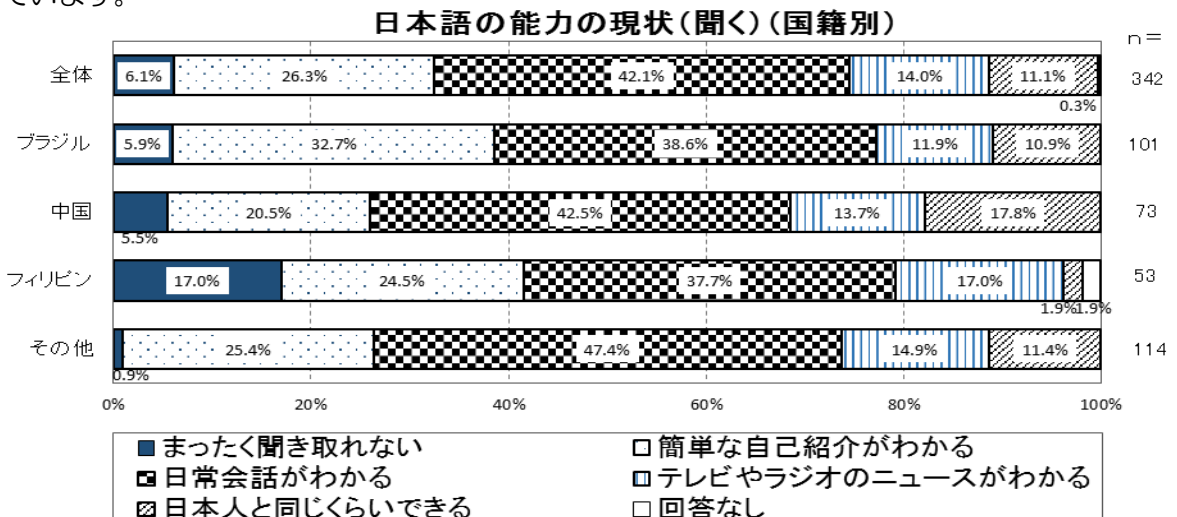 ています。
日本語の能力の現状(聞く)(国籍別)
n=
全体 6.1% 26.3% 42.1% 14.0% 11.1% 342
0.3%
ブラジル 5.9% 32.7% 38.6% 11.9% 10.9% 101
中国 20.5% 42.5% 13.7% 17.8% 73
5.5%
フィリピン 17.0% 24.5% 37.7% 17.0% 53
1.9% 1.9%
その他 25.4% 47.4% 14.9% 11.4% 114
0.9%
0% 20% 40% 60% 80% 100%
まったく聞き取れない 簡単な自己紹介がわかる
日常会話がわかる テレビやラジオのニュースがわかる
日本人と同じくらいできる 回答なし